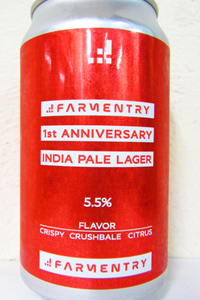 FARMENTRY
1st ANNIVERSARY
INDIA PALE LAGER
5.5%
FLAVOR
CRISPY CRUSHBALE CITRUS
FARMENTRY